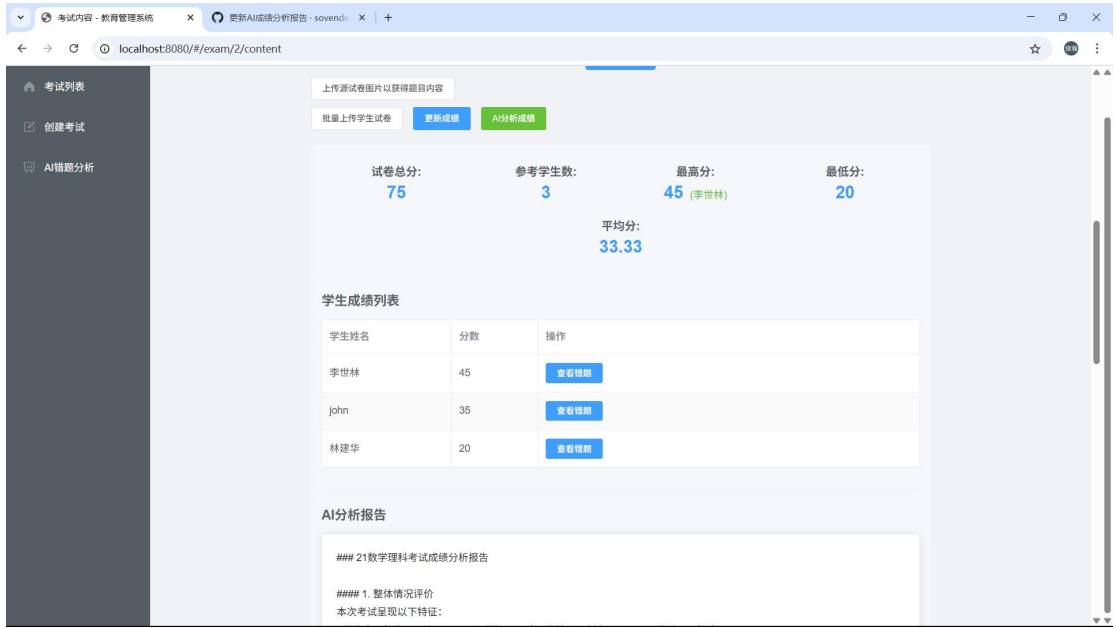 考试内容 - 教育管理系统
更新AI成绩分析报告 · sovende
localhost:8080/#/exam/2/content
考试列表
创建考试
AI错题分析
上传源试卷图片以获得题目内容
批量上传学生试卷 更新成绩 AI分析成绩
试卷总分: 参考学生数: 最高分: 最低分:
75 3 45 (李世林) 20
平均分:
33.33
学生成绩列表
学生姓名 分数 操作
李世林 45 查看错题
john 35 查看错题
林建华 20 查看错题
AI分析报告
### 21数学理科考试成绩分析报告
#### 1. 整体情况评价
本次考试呈现以下特征：